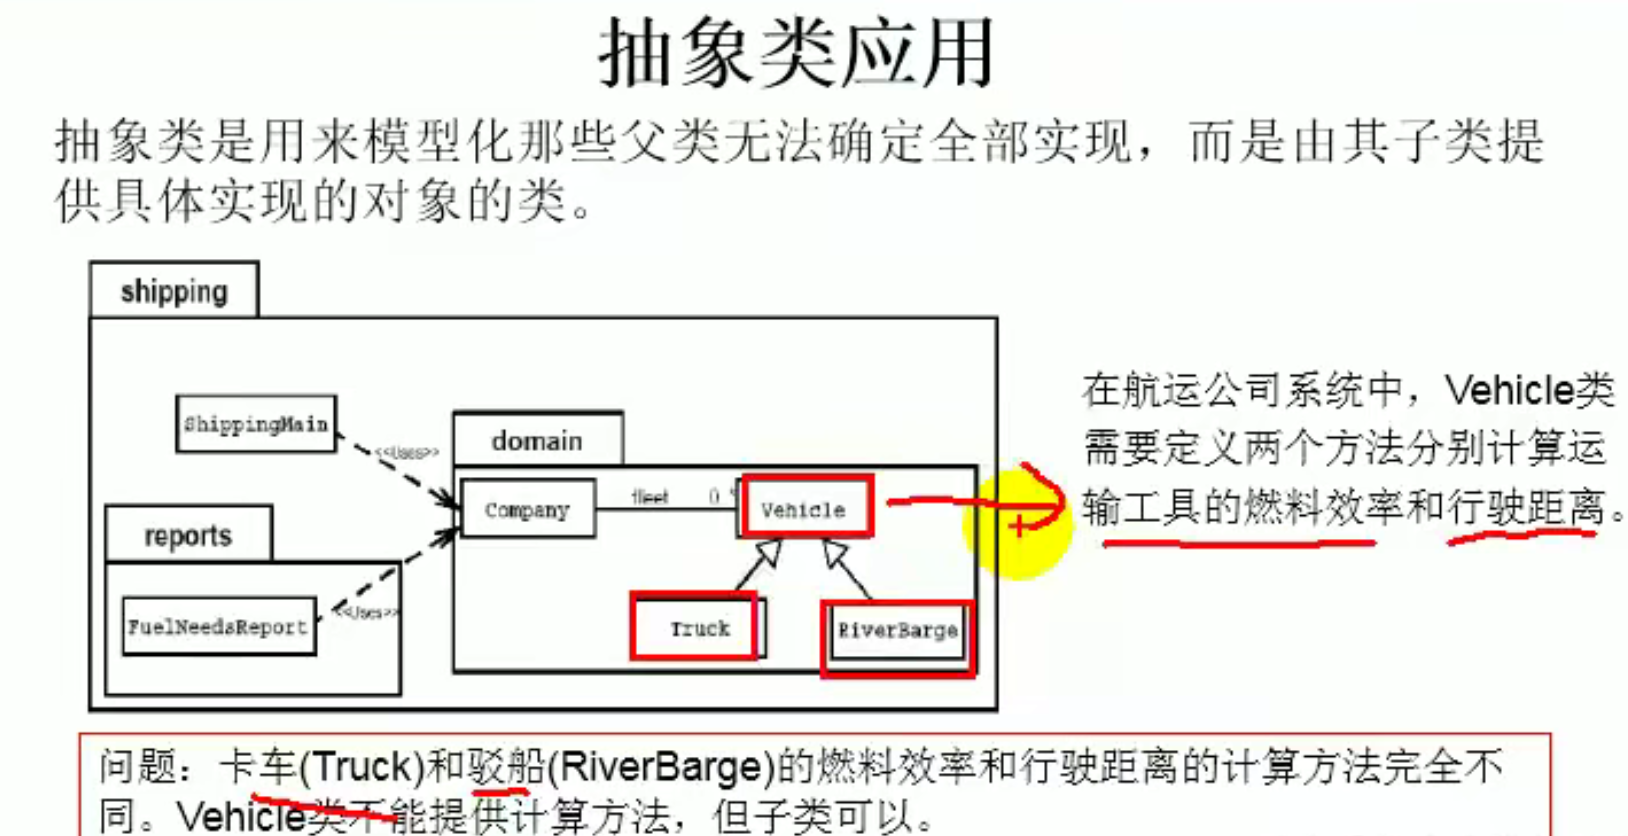 抽象类应用
抽象类是用来模型化那些父类无法确定全部实现，而是由其子类提
供具体实现的对象的类。
shipping
ShippingMain
<<Uses>>
domain
Company
fleet
Vehicle
reports
FuelNeedsReport
<<Uses>>
Truck
RiverBarge
在航运公司系统中，Vehicle类
需要定义两个方法分别计算运
输工具的燃料效率和行驶距离。
问题：卡车(Truck)和驳船(RiverBarge)的燃料效率和行驶距离的计算方法完全不
同。Vehicle类不能提供计算方法，但子类可以。